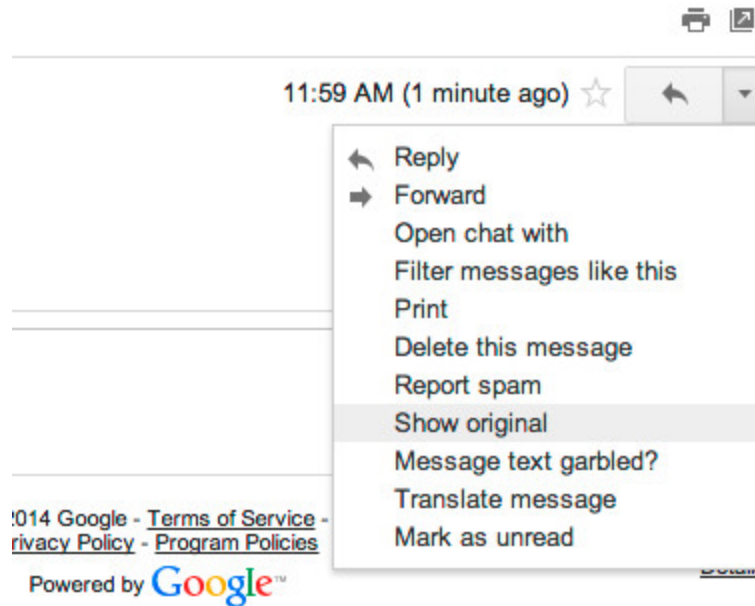 11:59 AM (1 minute ago)
Reply
Forward
Open chat with
Filter messages like this
Print
Delete this message
Report spam
Show original
Message text garbled?
Translate message
Mark as unread
2014 Google - Terms of Service -
rivacy Policy - Program Policies
Powered by Google™